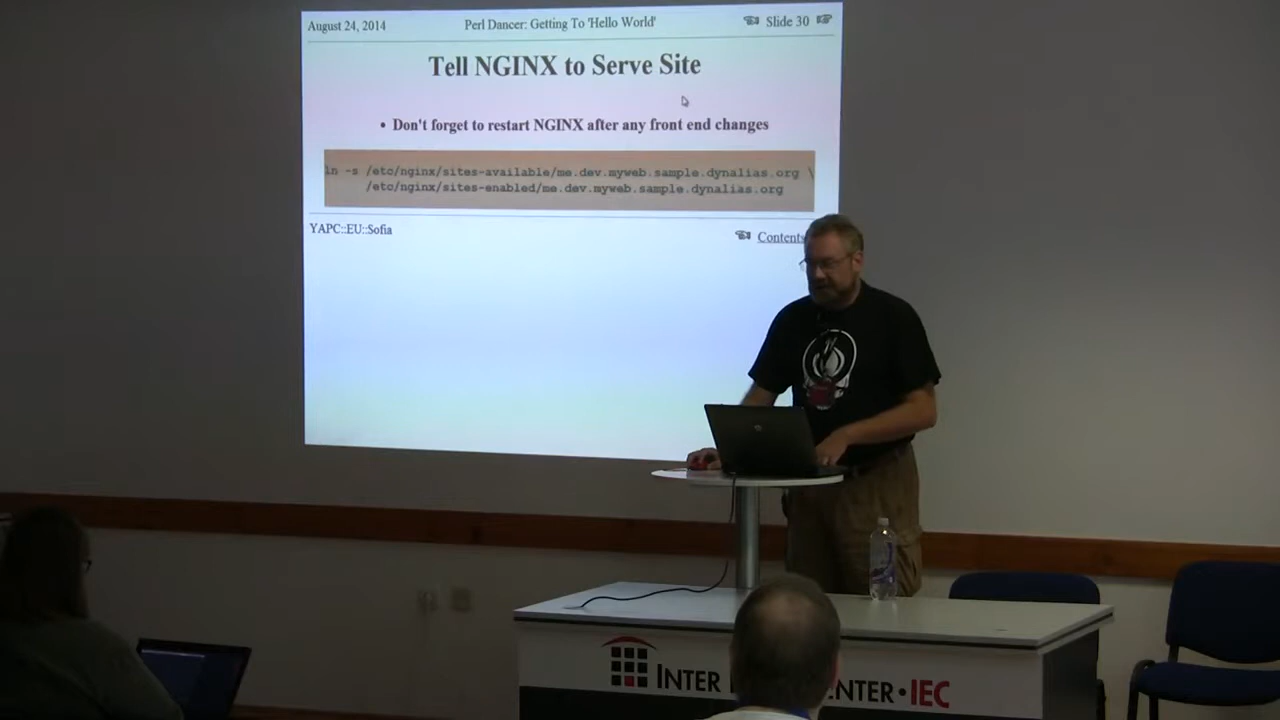 August 24, 2014 Perl Dancer: Getting To 'Hello World' Slide 30
Tell NGINX to Serve Site
• Don't forget to restart NGINX after any front end changes
ln -s /etc/nginx/sites-available/me.dev.myweb.sample.dynalias.org \
/etc/nginx/sites-enabled/me.dev.myweb.sample.dynalias.org
YAPC::EU::Sofia
Contents
INTER ENTER • IEC